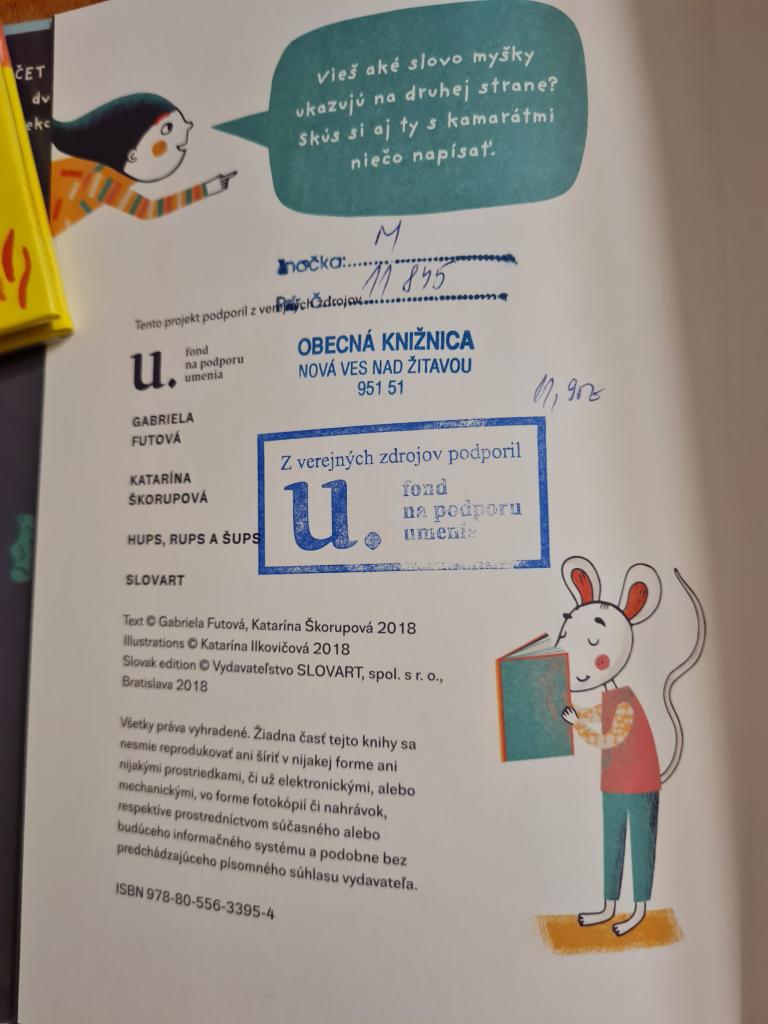 ČET
dv
ekc
Vieš aké slovo myšky
ukazujú na druhej strane?
Skús si aj ty s kamarátmi
niečo napísať.
M
11 845
Tento projekt podporil z verejných zdrojov
u. fond
na podporu
umenia
OBECNÁ KNIŽNICA
NOVÁ VES NAD ŽITAVOU
951 51
GABRIELA
FUTOVÁ
Z verejných zdrojov podporil
u. fond
na podporu
umenia
KATARÍNA
ŠKORUPOVÁ
HUPS, RUPS A ŠUPS
SLOVART
Text © Gabriela Futová, Katarína Škorupová 2018
Illustrations © Katarína Ilkovičová 2018
Slovak edition © Vydavateľstvo SLOVART, spol. s r. o.,
Bratislava 2018
Všetky práva vyhradené. Žiadna časť tejto knihy sa
nesmie reprodukovať ani šíriť v nijakej forme ani
nijakými prostriedkami, či už elektronickými, alebo
mechanickými, vo forme fotokópií či nahrávok,
respektíve prostredníctvom súčasného alebo
budúceho informačného systému a podobne bez
predchádzajúceho písomného súhlasu vydavateľa.
ISBN 978-80-556-3395-4